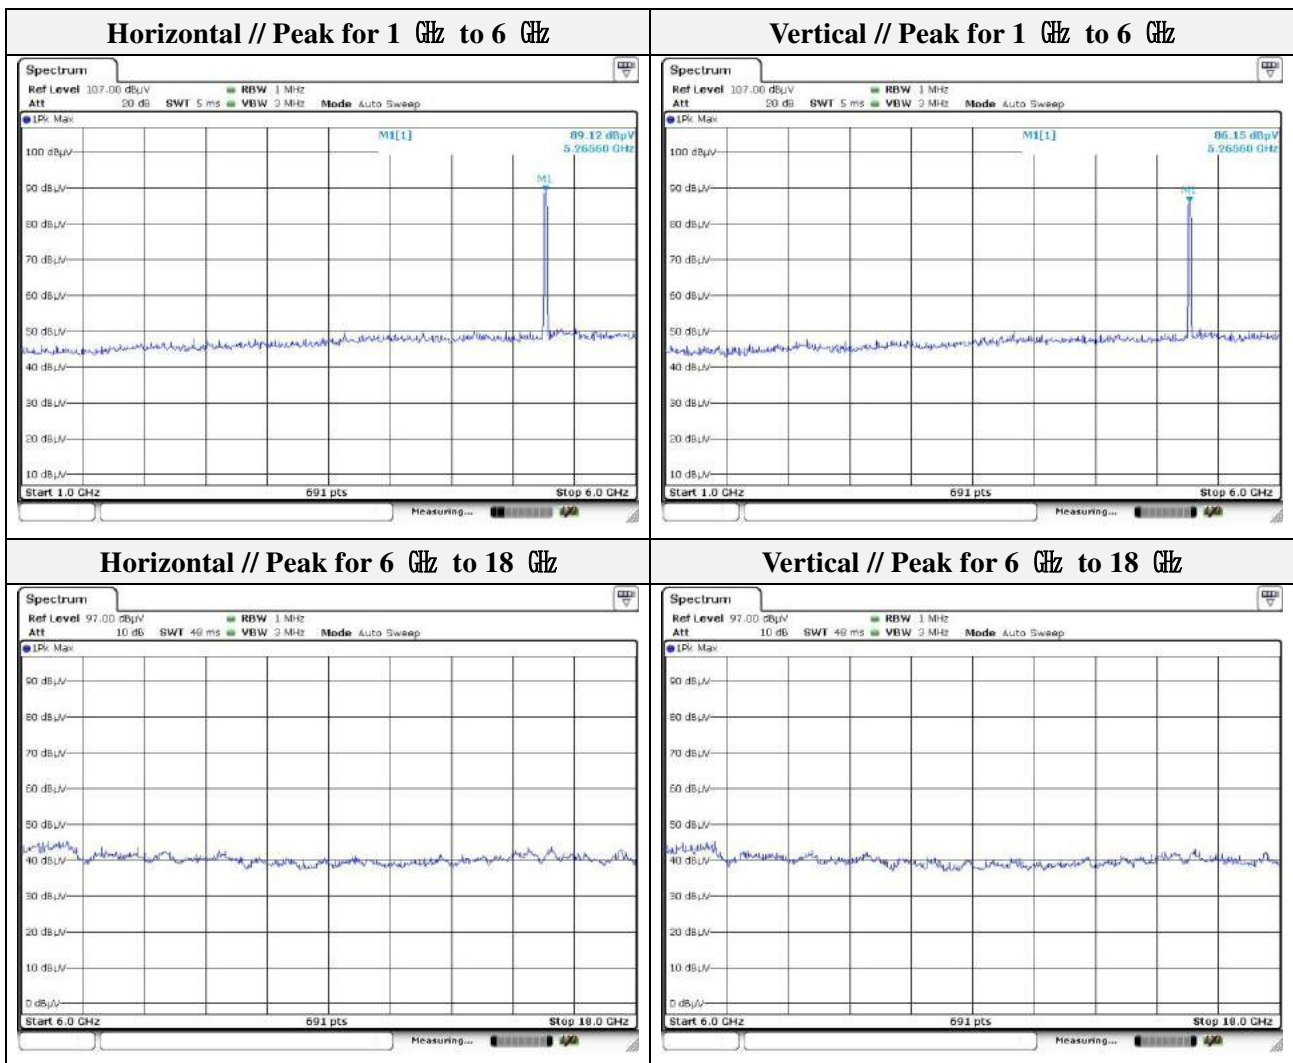 Horizontal // Peak for 1 ㎓ to 6 ㎓
Vertical // Peak for 1 ㎓ to 6 ㎓
Spectrum
Ref Level 107.00 dBµV RBW 1 MHz
Att 20 dB SWT 5 ms VBW 3 MHz Mode Auto Sweep
1Pk Max
M1[1] 89.12 dBµV
5.26560 GHz
100 dBµV
M1
90 dBµV
80 dBµV
70 dBµV
60 dBµV
50 dBµV
40 dBµV
30 dBµV
20 dBµV
10 dBµV
Start 1.0 GHz 691 pts Stop 6.0 GHz
Measuring...
Spectrum
Ref Level 107.00 dBµV RBW 1 MHz
Att 20 dB SWT 5 ms VBW 3 MHz Mode Auto Sweep
1Pk Max
M1[1] 86.15 dBµV
5.26560 GHz
100 dBµV
90 dBµV
M1
80 dBµV
70 dBµV
60 dBµV
50 dBµV
40 dBµV
30 dBµV
20 dBµV
10 dBµV
Start 1.0 GHz 691 pts Stop 6.0 GHz
Measuring...
Horizontal // Peak for 6 ㎓ to 18 ㎓
Vertical // Peak for 6 ㎓ to 18 ㎓
Spectrum
Ref Level 97.00 dBµV RBW 1 MHz
Att 10 dB SWT 48 ms VBW 3 MHz Mode Auto Sweep
1Pk Max
90 dBµV
80 dBµV
70 dBµV
60 dBµV
50 dBµV
40 dBµV
30 dBµV
20 dBµV
10 dBµV
0 dBµV
Start 6.0 GHz 691 pts Stop 18.0 GHz
Measuring...
Spectrum
Ref Level 97.00 dBµV RBW 1 MHz
Att 10 dB SWT 48 ms VBW 3 MHz Mode Auto Sweep
1Pk Max
90 dBµV
80 dBµV
70 dBµV
60 dBµV
50 dBµV
40 dBµV
30 dBµV
20 dBµV
10 dBµV
0 dBµV
Start 6.0 GHz 691 pts Stop 18.0 GHz
Measuring...